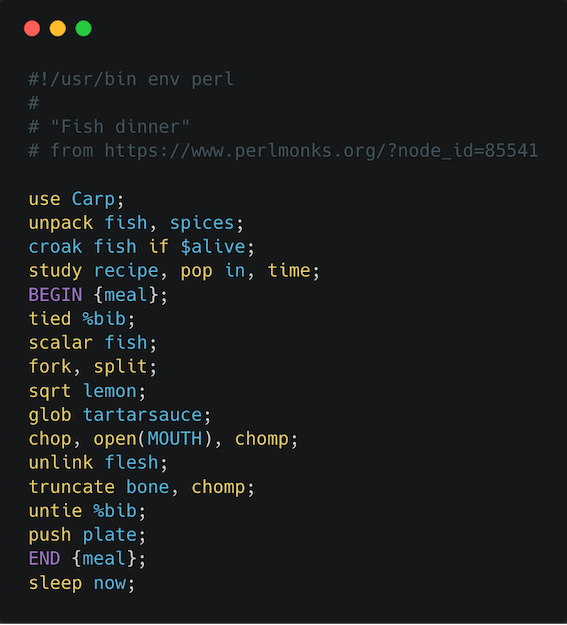 #!/usr/bin env perl
#
# "Fish dinner"
# from https://www.perlmonks.org/?node_id=85541

use Carp;
unpack fish, spices;
croak fish if $alive;
study recipe, pop in, time;
BEGIN {meal};
tied %bib;
scalar fish;
fork, split;
sqrt lemon;
glob tartarsauce;
chop, open(MOUTH), chomp;
unlink flesh;
truncate bone, chomp;
untie %bib;
push plate;
END {meal};
sleep now;